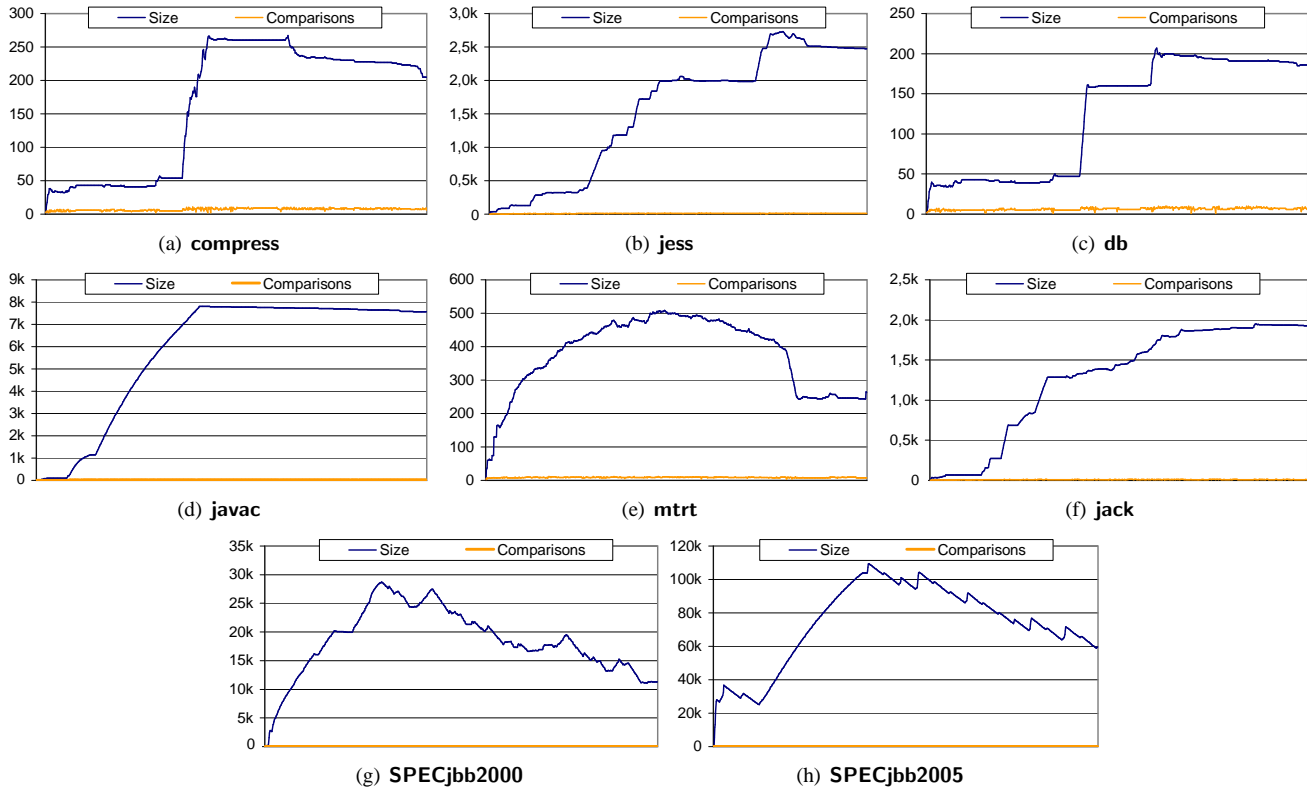 Size Comparisons
300
250
200
150
100
50
0
(a) compress
Size Comparisons
3,0k
2,5k
2,0k
1,5k
1,0k
0,5k
0,0k
(b) jess
Size Comparisons
250
200
150
100
50
0
(c) db
Size Comparisons
9k
8k
7k
6k
5k
4k
3k
2k
1k
0
(d) javac
Size Comparisons
600
500
400
300
200
100
0
(e) mtrt
Size Comparisons
2,5k
2,0k
1,5k
1,0k
0,5k
0,0k
(f) jack
Size Comparisons
35k
30k
25k
20k
15k
10k
5k
0
(g) SPECjbb2000
Size Comparisons
120k
100k
80k
60k
40k
20k
0
(h) SPECjbb2005